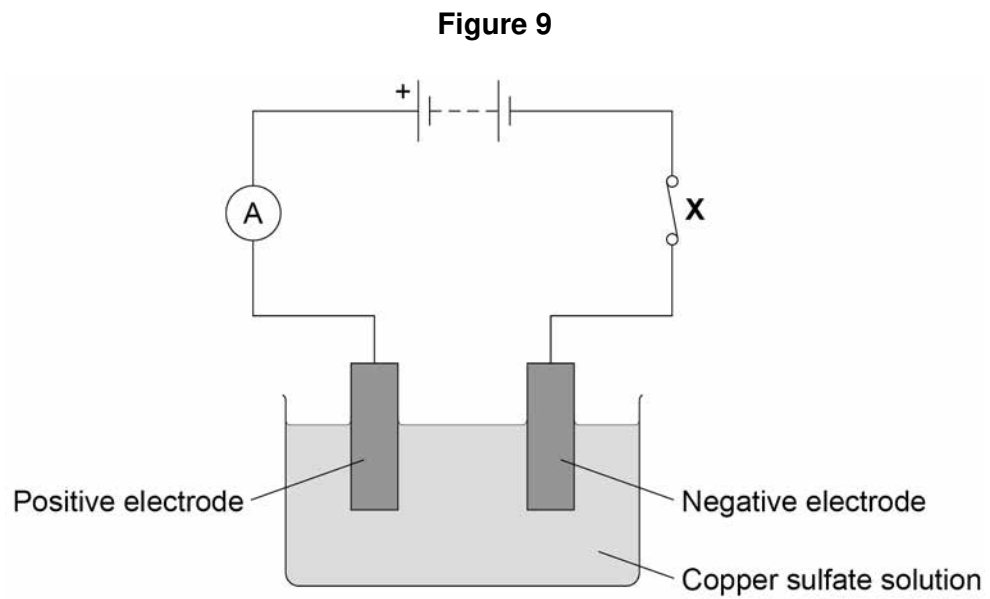 Figure 9
+
A
X
Positive electrode
Negative electrode
Copper sulfate solution